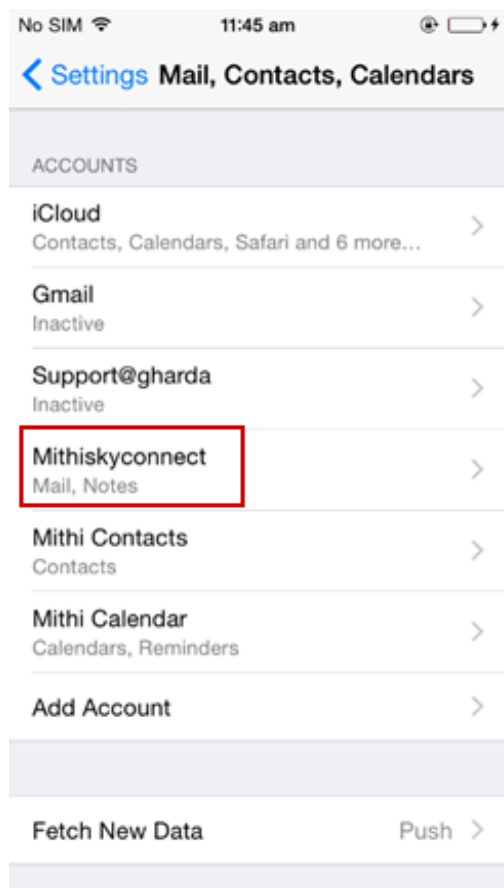 No SIM 11:45 am
Settings Mail, Contacts, Calendars
ACCOUNTS
iCloud
Contacts, Calendars, Safari and 6 more...
Gmail
Inactive
Support@gharda
Inactive
Mithiskyconnect
Mail, Notes
Mithi Contacts
Contacts
Mithi Calendar
Calendars, Reminders
Add Account
Fetch New Data Push